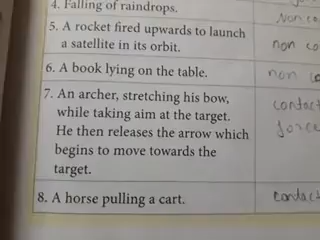 4. Falling of raindrops.
non co
5. A rocket fired upwards to launch
a satellite in its orbit.
non co
6. A book lying on the table.
non c
7. An archer, stretching his bow,
while taking aim at the target.
He then releases the arrow which
begins to move towards the
target.
contact
force
8. A horse pulling a cart.
contact